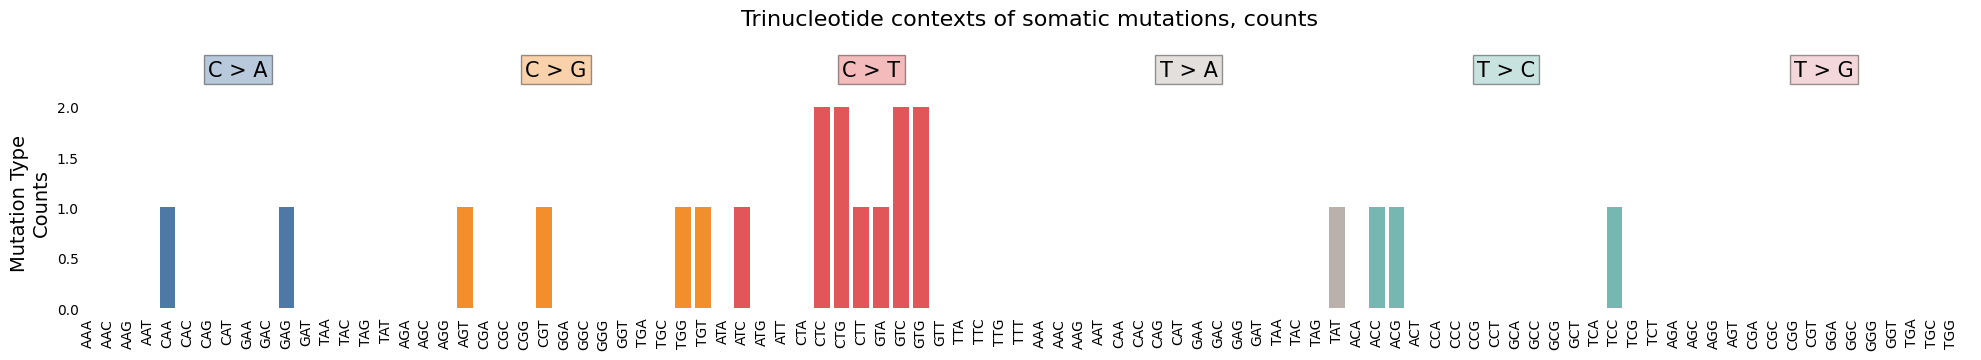 Trinucleotide contexts of somatic mutations, counts
C > A
C > G
C > T
T > A
T > C
T > G
Mutation Type
Counts
2.0
1.5
1.0
0.5
0.0
AAA
AAC
AAG
AAT
CAA
CAC
CAG
CAT
GAA
GAC
GAG
GAT
TAA
TAC
TAG
TAT
AGA
AGC
AGG
AGT
CGA
CGC
CGG
CGT
GGA
GGC
GGG
GGT
TGA
TGC
TGG
TGT
ATA
ATC
ATG
ATT
CTA
CTC
CTG
CTT
GTA
GTC
GTG
GTT
TTA
TTC
TTG
TTT
AAA
AAC
AAG
AAT
CAA
CAC
CAG
CAT
GAA
GAC
GAG
GAT
TAA
TAC
TAG
TAT
ACA
ACC
ACG
ACT
CCA
CCC
CCG
CCT
GCA
GCC
GCG
GCT
TCA
TCC
TCG
TCT
AGA
AGC
AGG
AGT
CGA
CGC
CGG
CGT
GGA
GGC
GGG
GGT
TGA
TGC
TGG